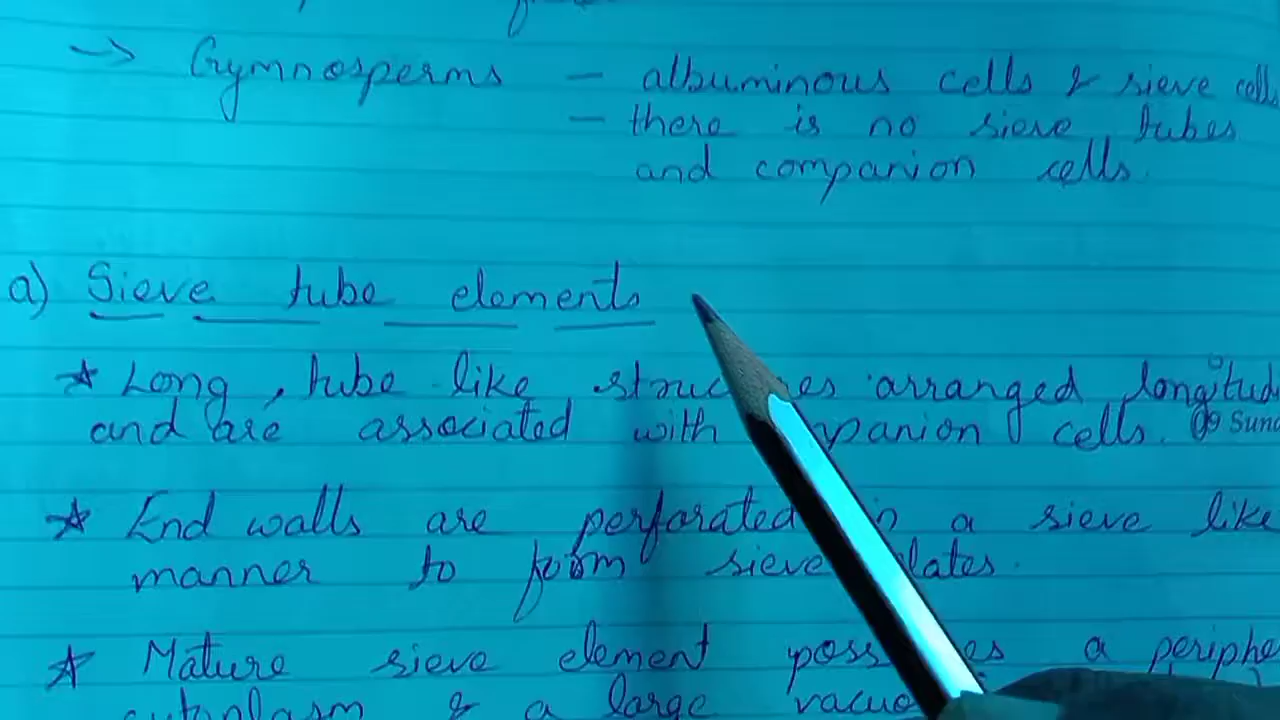 → Gymnosperms - albuminous cells & sieve cells
- there is no sieve tubes
and companion cells.
a) Sieve tube elements
* Long, tube like arranged
and are associated with cells.
* End walls are perforated a sieve like
manner to form sieve
* Mature sieve element a
cytoplasm & a large